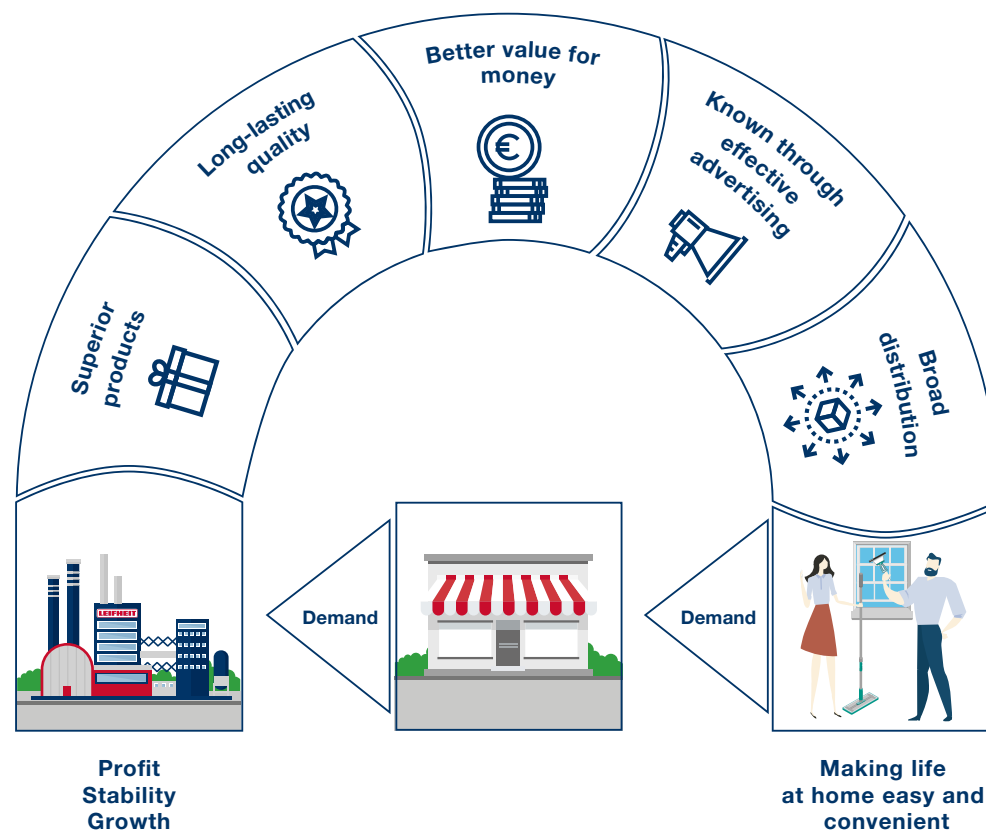 Superior
products
Long-lasting
quality
Better value for
money
Known through
effective
advertising
Broad
distribution
€
LEIFHEIT
Demand
Demand
Profit
Stability
Growth
Making life
at home easy and
convenient